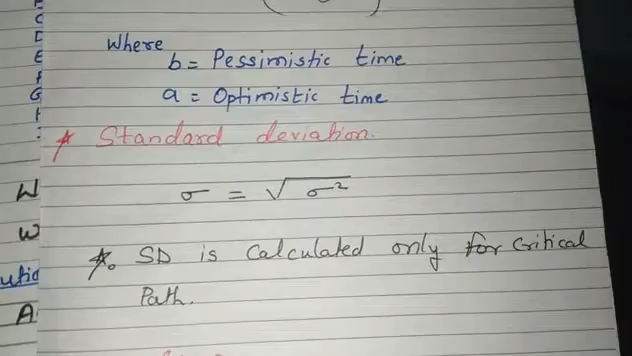 Where
b = Pessimistic time
a = Optimistic time
* Standard deviation.
σ = √σ²
*. SD is calculated only for Critical
Path.